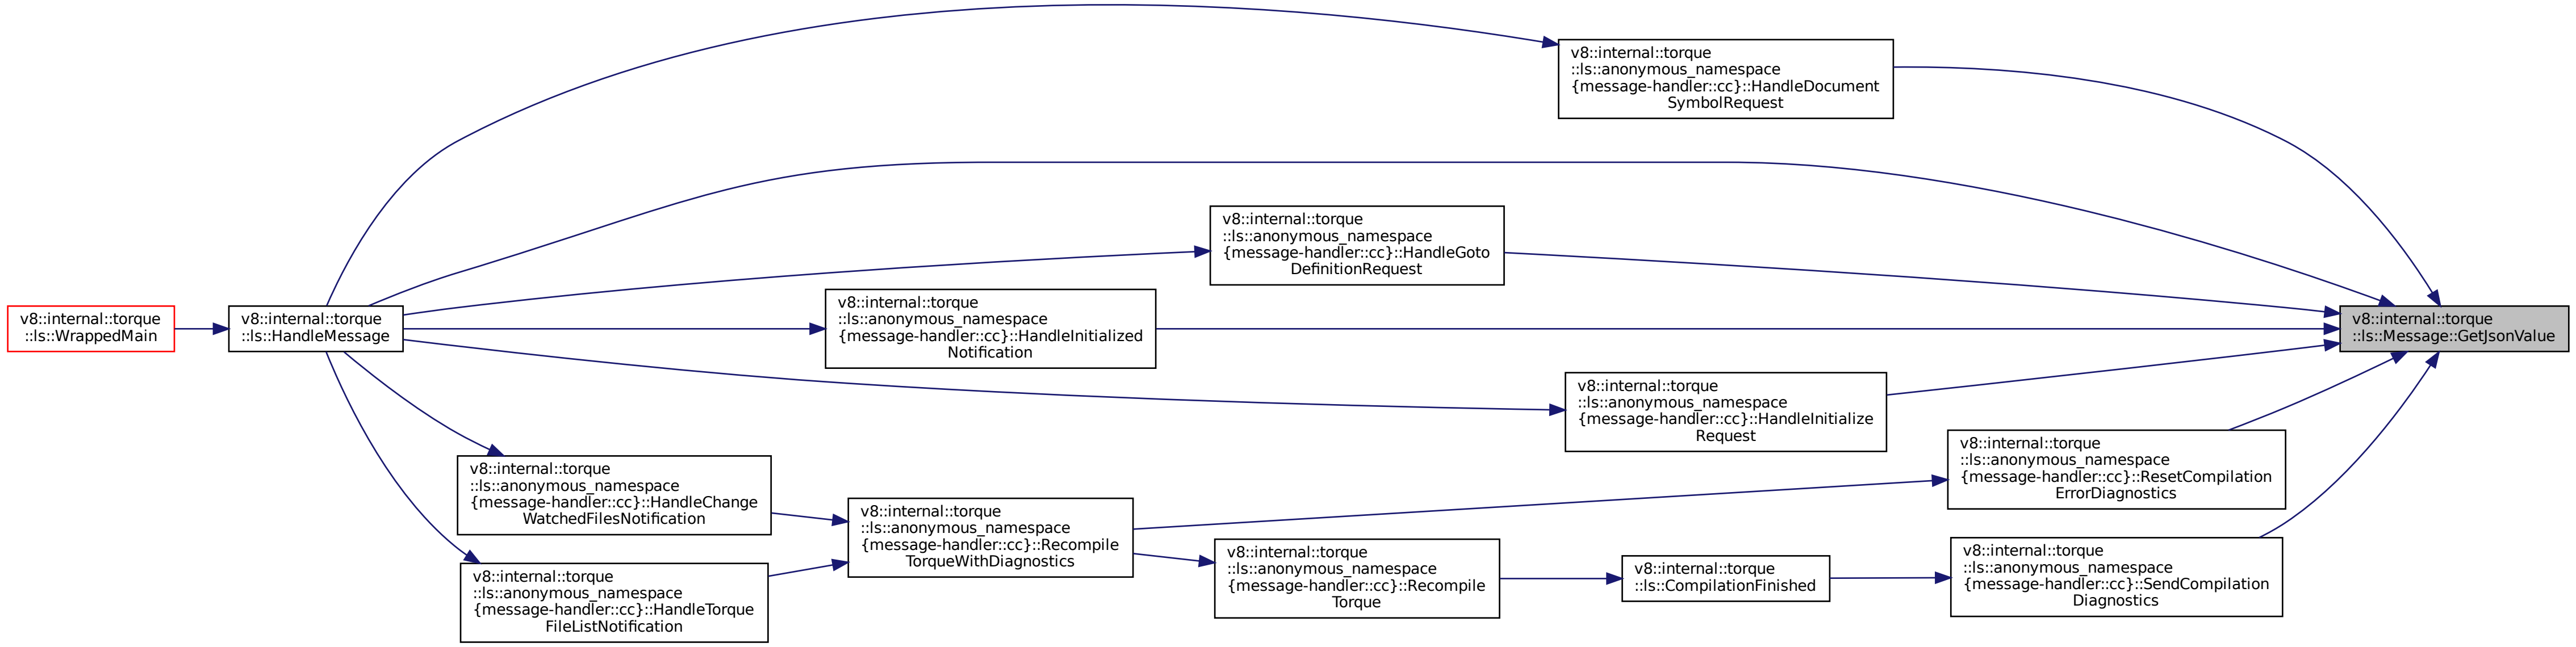 v8::internal::torque
::ls::anonymous_namespace
{message-handler::cc}::HandleDocument
SymbolRequest
v8::internal::torque
::ls::anonymous_namespace
{message-handler::cc}::HandleGoto
DefinitionRequest
v8::internal::torque
::ls::WrappedMain
v8::internal::torque
::ls::HandleMessage
v8::internal::torque
::ls::anonymous_namespace
{message-handler::cc}::HandleInitialized
Notification
v8::internal::torque
::ls::Message::GetJsonValue
v8::internal::torque
::ls::anonymous_namespace
{message-handler::cc}::HandleInitialize
Request
v8::internal::torque
::ls::anonymous_namespace
{message-handler::cc}::ResetCompilation
ErrorDiagnostics
v8::internal::torque
::ls::anonymous_namespace
{message-handler::cc}::HandleChange
WatchedFilesNotification
v8::internal::torque
::ls::anonymous_namespace
{message-handler::cc}::Recompile
TorqueWithDiagnostics
v8::internal::torque
::ls::anonymous_namespace
{message-handler::cc}::Recompile
Torque
v8::internal::torque
::ls::CompilationFinished
v8::internal::torque
::ls::anonymous_namespace
{message-handler::cc}::SendCompilation
Diagnostics
v8::internal::torque
::ls::anonymous_namespace
{message-handler::cc}::HandleTorque
FileListNotification